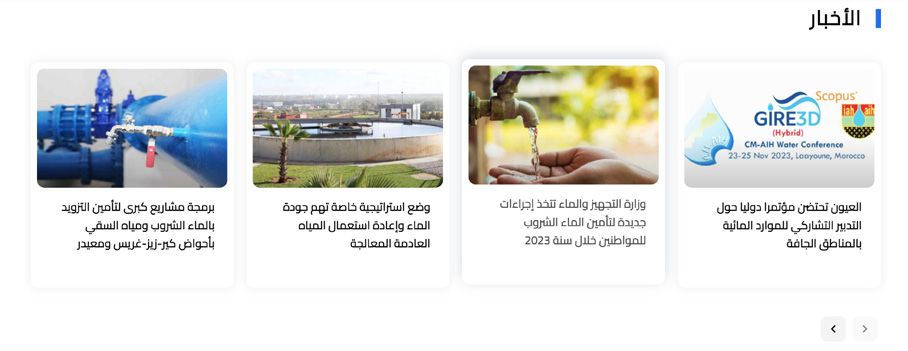 الأخبار
Scopus'
GIRE3D
(Hybrid)
iah aih
CM-AIH Water Conference
23-25 Nov 2023, Laayoune, Morocco
العيون تحتضن مؤتمرا دوليا حول
التدبير التشاركي للموارد المائية
بالمناطق الجافة
وزارة التجهيز والماء تتخذ إجراءات
جديدة لتأمين الماء الشروب
للمواطنين خلال سنة 2023
وضع استراتيجية خاصة تهم جودة
الماء وإعادة استعمال المياه
العادمة المعالجة
برمجة مشاريع كبرى لتأمين التزويد
بالماء الشروب ومياه السقي
بأحواض كير-زيز-غريس ومعيدر